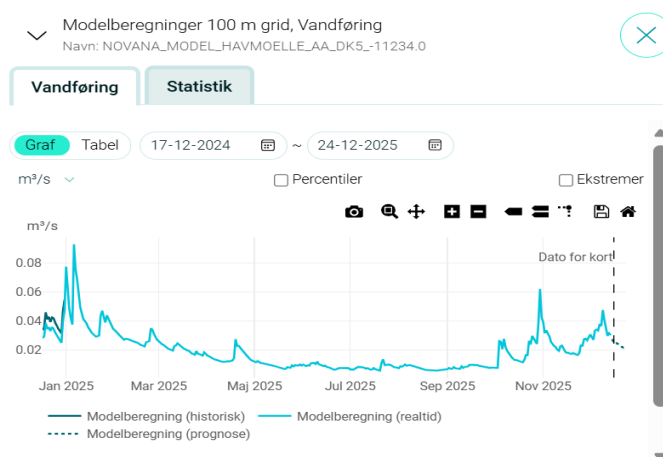 Modelberegninger 100 m grid, Vandføring
Navn: NOVANA_MODEL_HAVMOELLE_AA_DK5_-11234.0
Vandføring Statistik
Graf Tabel 17-12-2024 ~ 24-12-2025
m³/s Percentiler Ekstremer
m³/s
Dato for kort
0.08
0.06
0.04
0.02
Jan 2025 Mar 2025 Maj 2025 Jul 2025 Sep 2025 Nov 2025
Modelberegning (historisk) Modelberegning (realtid)
Modelberegning (prognose)